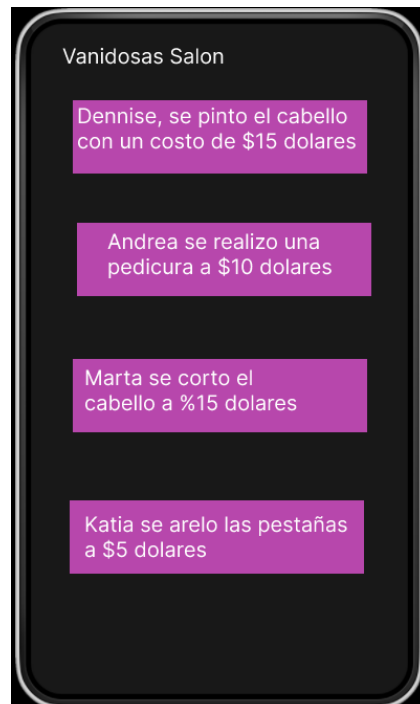 Vanidosas Salon
Dennise, se pinto el cabello
con un costo de $15 dolares
Andrea se realizo una
pedicura a $10 dolares
Marta se corto el
cabello a %15 dolares
Katia se arelo las pestañas
a $5 dolares